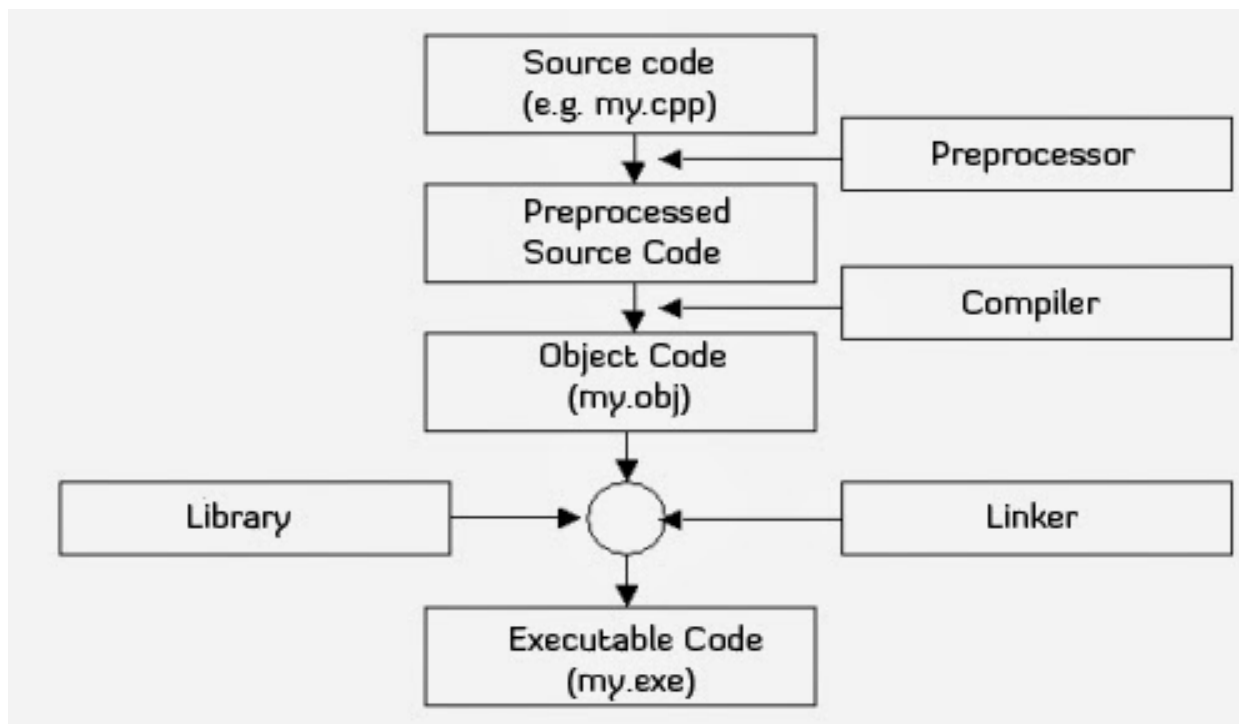 Source code
(e.g. my.cpp)
Preprocessor
Preprocessed
Source Code
Compiler
Object Code
(my.obj)
Library
Linker
Executable Code
(my.exe)